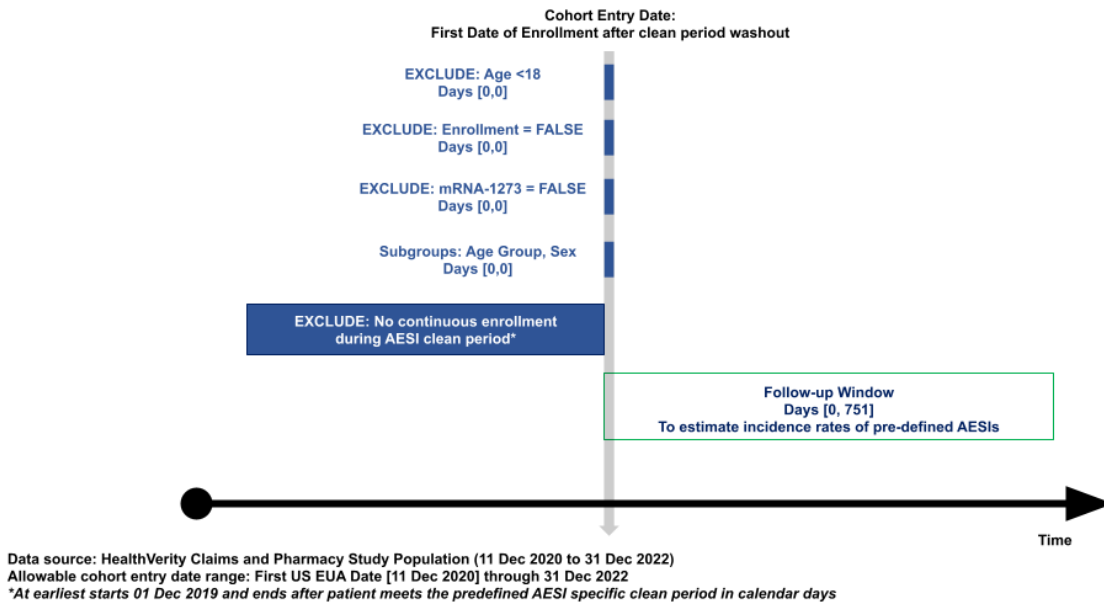 Cohort Entry Date:
First Date of Enrollment after clean period washout
EXCLUDE: Age <18
Days [0,0]
EXCLUDE: Enrollment = FALSE
Days [0,0]
EXCLUDE: mRNA-1273 = FALSE
Days [0,0]
Subgroups: Age Group, Sex
Days [0,0]
EXCLUDE: No continuous enrollment
during AESI clean period*
Follow-up Window
Days [0, 751]
To estimate incidence rates of pre-defined AESIs
Time
Data source: HealthVerity Claims and Pharmacy Study Population (11 Dec 2020 to 31 Dec 2022)
Allowable cohort entry date range: First US EUA Date [11 Dec 2020] through 31 Dec 2022
*At earliest starts 01 Dec 2019 and ends after patient meets the predefined AESI specific clean period in calendar days